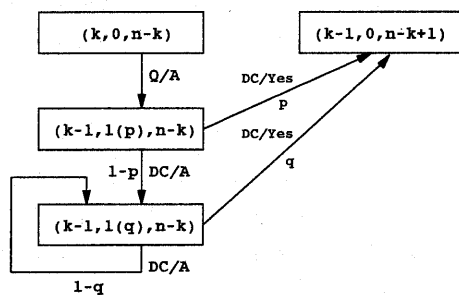 (k,0,n-k)
(k-1,0,n-k+1)
Q/A
DC/Yes
p
(k-1,1(p),n-k)
DC/Yes
q
1-p DC/A
(k-1,1(q),n-k)
DC/A
1-q